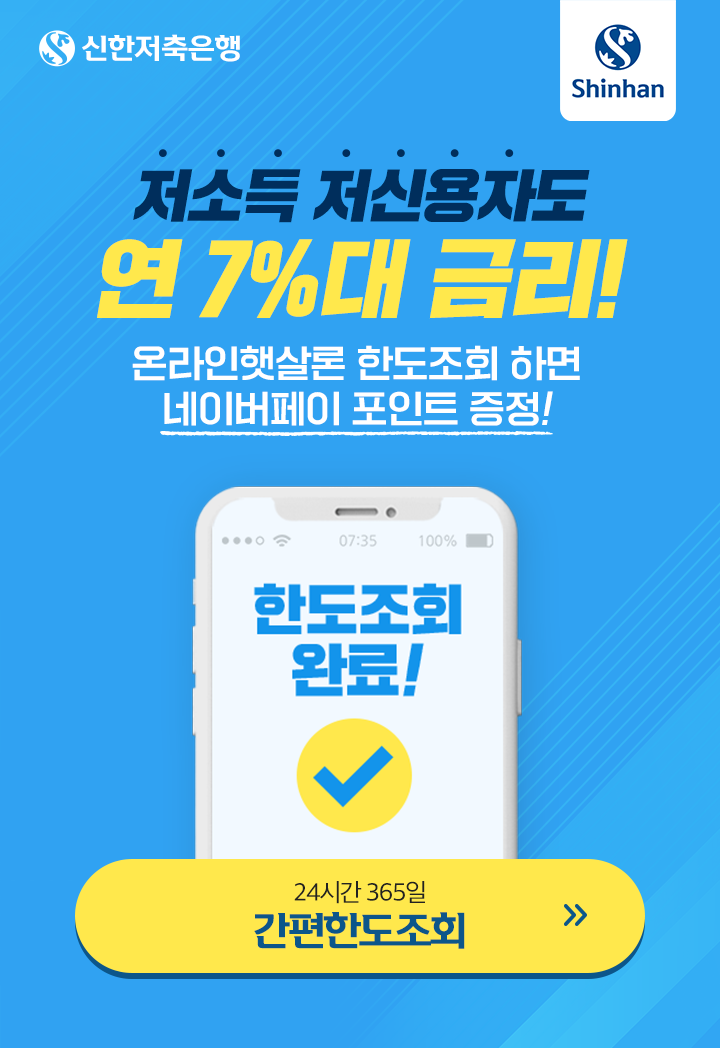 신한저축은행
Shinhan
저소득 저신용자도
연 7%대 금리!
온라인햇살론 한도조회 하면
네이버페이 포인트 증정!
07:35
100%
한도조회
완료!
24시간 365일
간편한도조회